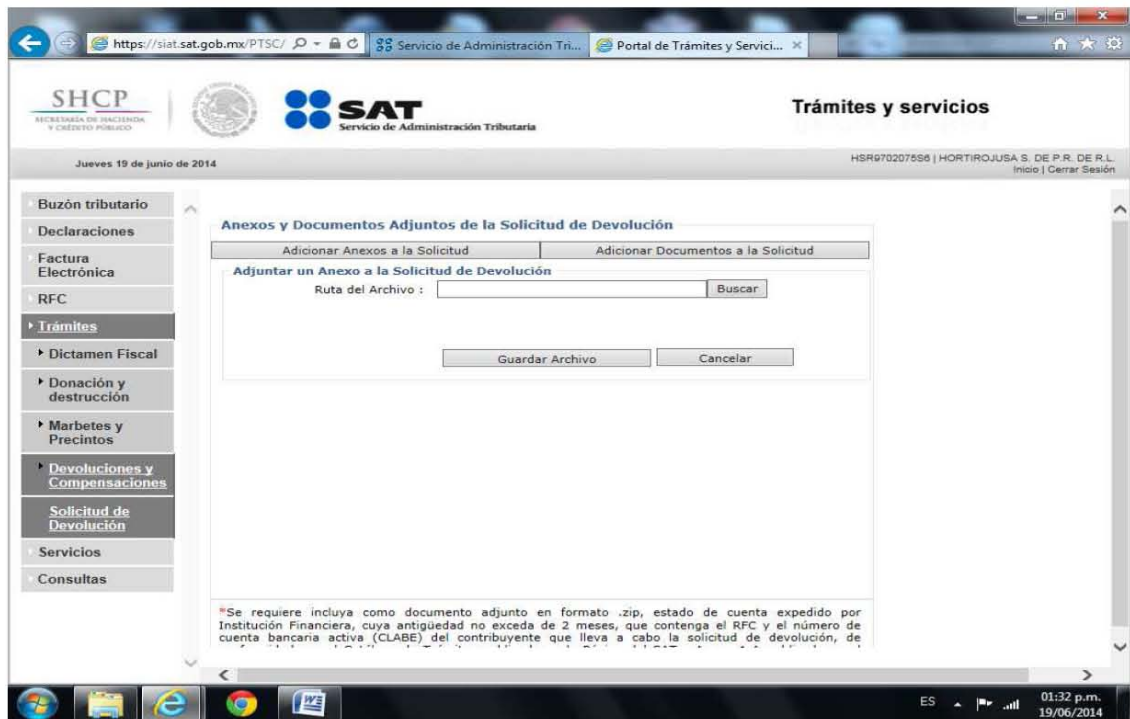 https://siat.sat.gob.mx/PTSC/
Servicio de Administración Tri...
Portal de Trámites y Servici...
SHCP
SECRETARÍA DE HACIENDA
Y CRÉDITO PÚBLICO
SAT
Servicio de Administración Tributaria
Trámites y servicios
Jueves 19 de junio de 2014
HSR9702075S6 | HORTIROJUSA S. DE P.R. DE R.L.
Inicio | Cerrar Sesión
Buzón tributario
Declaraciones
Factura
Electrónica
RFC
Trámites
Dictamen Fiscal
Donación y
destrucción
Marbetes y
Precintos
Devoluciones y
Compensaciones
Solicitud de
Devolución
Servicios
Consultas
Anexos y Documentos Adjuntos de la Solicitud de Devolución
Adicionar Anexos a la Solicitud
Adicionar Documentos a la Solicitud
Adjuntar un Anexo a la Solicitud de Devolución
Ruta del Archivo :
Buscar
Guardar Archivo
Cancelar
*Se requiere incluya como documento adjunto en formato .zip, estado de cuenta expedido por
Institución Financiera, cuya antigüedad no exceda de 2 meses, que contenga el RFC y el número de
cuenta bancaria activa (CLABE) del contribuyente que lleva a cabo la solicitud de devolución, de
ES
01:32 p.m.
19/06/2014